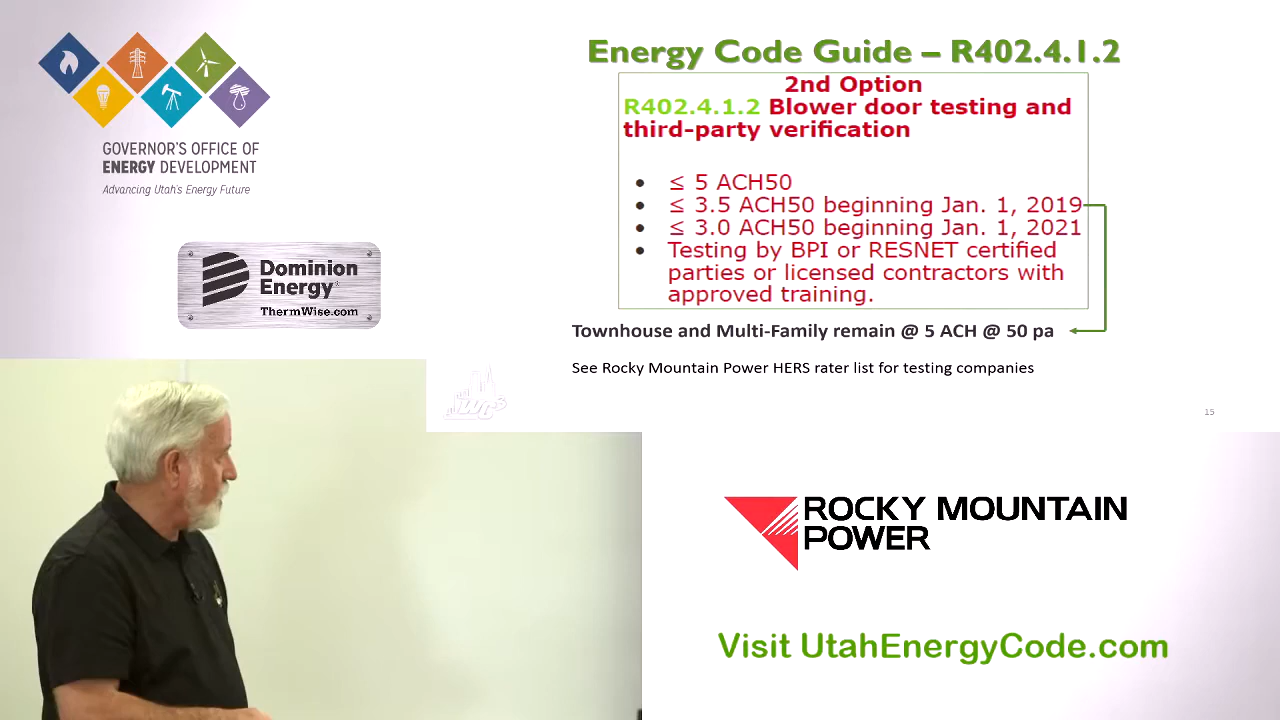 Energy Code Guide – R402.4.1.2
2nd Option
R402.4.1.2 Blower door testing and
third-party verification
• ≤ 5 ACH50
• ≤ 3.5 ACH50 beginning Jan. 1, 2019
• ≤ 3.0 ACH50 beginning Jan. 1, 2021
• Testing by BPI or RESNET certified
parties or licensed contractors with
approved training.
Townhouse and Multi-Family remain @ 5 ACH @ 50 pa
See Rocky Mountain Power HERS rater list for testing companies
15
GOVERNOR'S OFFICE OF
ENERGY DEVELOPMENT
Advancing Utah's Energy Future
Dominion
Energy®
ThermWise.com
WC3
ROCKY MOUNTAIN
POWER
Visit UtahEnergyCode.com